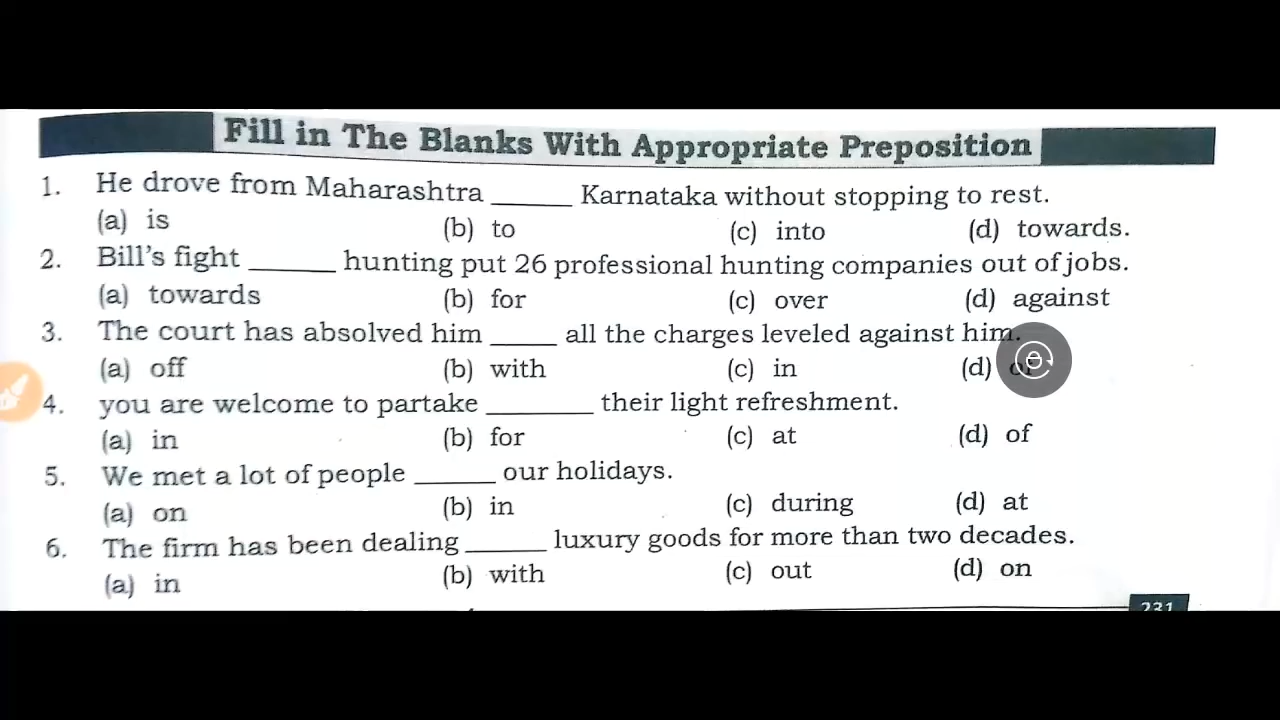 Fill in The Blanks With Appropriate Preposition
1. He drove from Maharashtra ______ Karnataka without stopping to rest.
(a) is (b) to (c) into (d) towards.
2. Bill's fight ______ hunting put 26 professional hunting companies out of jobs.
(a) towards (b) for (c) over (d) against
3. The court has absolved him _____ all the charges leveled against him.
(a) off (b) with (c) in (d) of
4. you are welcome to partake ________ their light refreshment.
(a) in (b) for (c) at (d) of
5. We met a lot of people ______ our holidays.
(a) on (b) in (c) during (d) at
6. The firm has been dealing ______ luxury goods for more than two decades.
(a) in (b) with (c) out (d) on
231